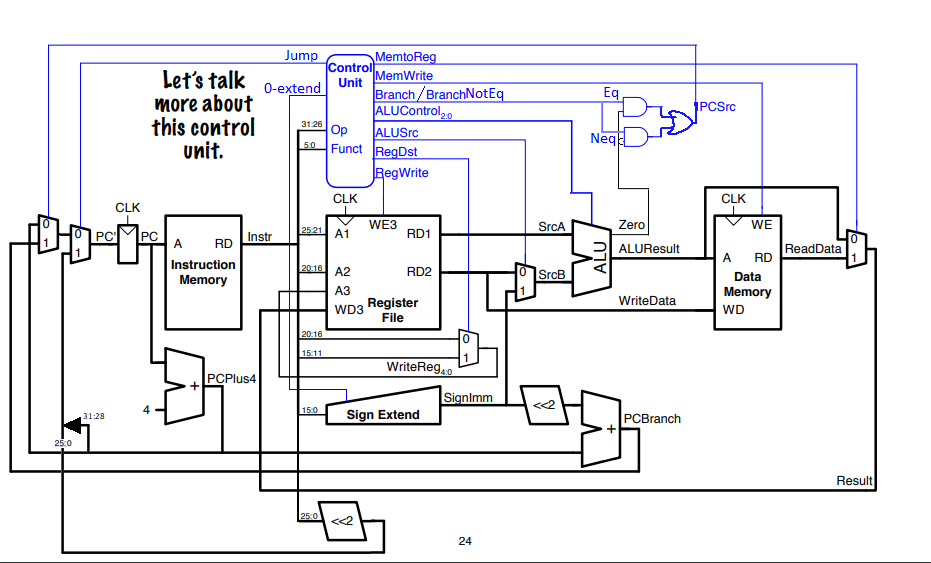 Jump
MemtoReg
Let's talk
more about
this control
unit.
Control
Unit
MemWrite
0-extend
Branch / BranchNotEq
Eq
ALUControl2:0
PCSrc
31:26
Op
ALUSrc
Neq
5:0
Funct
RegDst
RegWrite
CLK
CLK
CLK
0
1
0
1
PC'
PC
A
RD
Instruction
Memory
Instr
25:21
A1
WE3
RD1
20:16
A2
RD2
A3
WD3
Register
File
SrcA
0
1
SrcB
ALU
Zero
ALUResult
WriteData
WE
A
RD
Data
Memory
WD
ReadData
0
1
20:16
0
15:11
1
WriteReg4:0
PCPlus4
+
4
15:0
Sign Extend
SignImm
<<2
+
PCBranch
31:28
25:0
Result
25:0
<<2
24